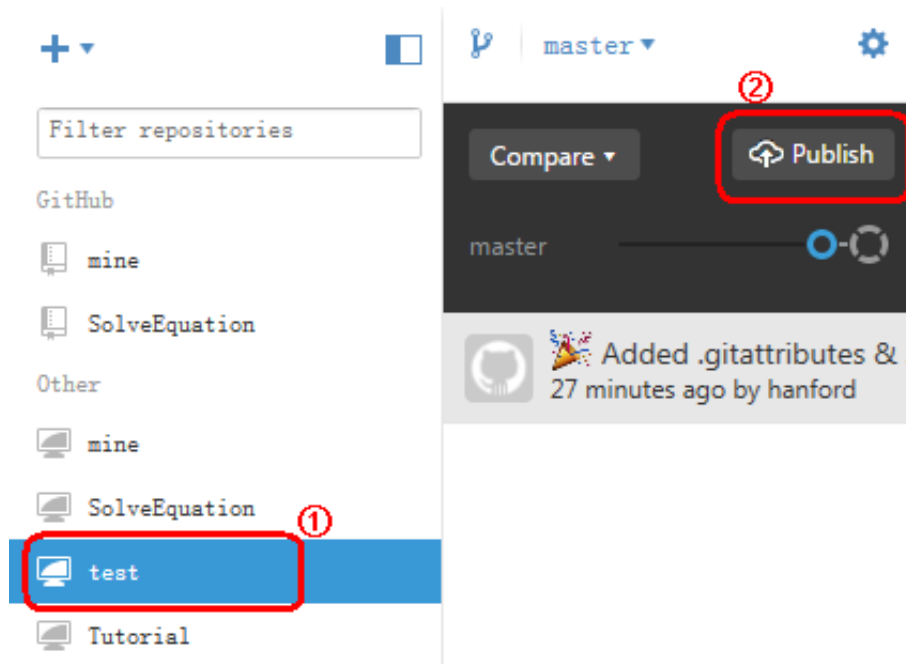 master
②
Filter repositories
Compare
Publish
GitHub
master
mine
SolveEquation
Added .gitattributes &
27 minutes ago by hanford
Other
mine
SolveEquation
①
test
Tutorial